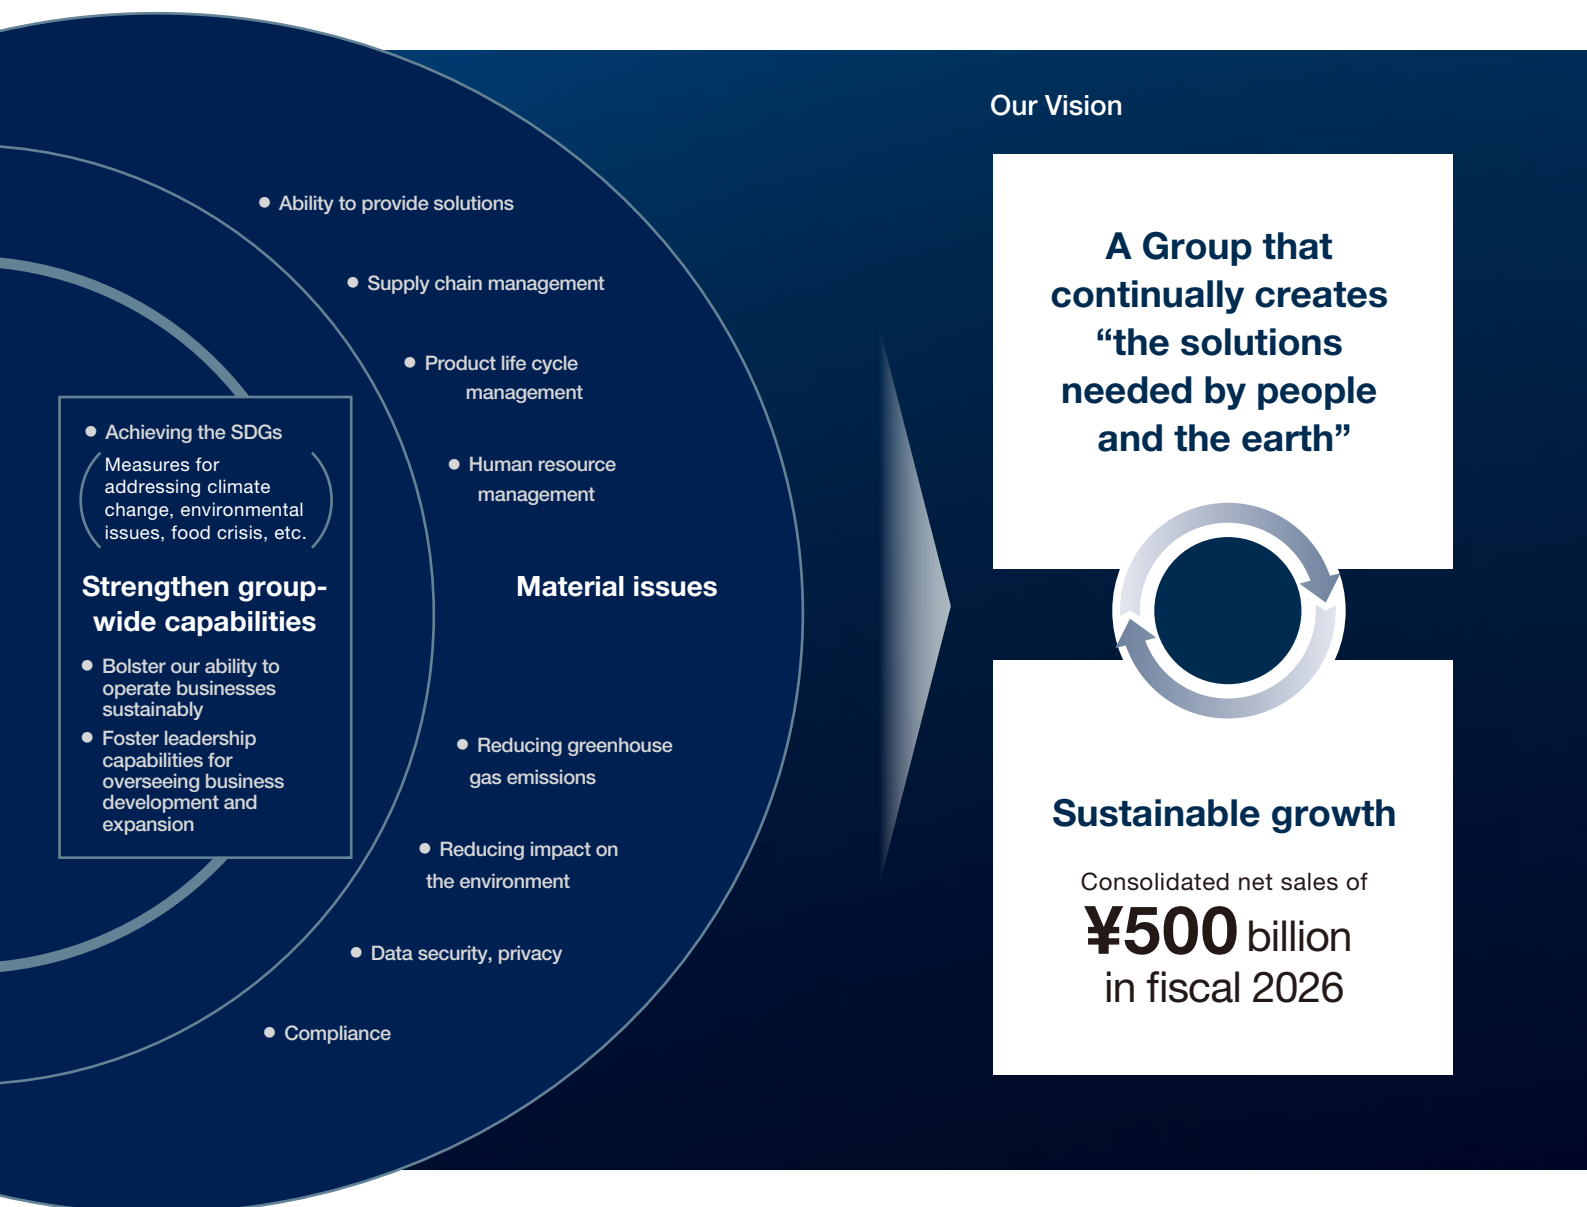 Our Vision
• Ability to provide solutions
• Supply chain management
• Product life cycle
management
• Human resource
management
Material issues
• Reducing greenhouse
gas emissions
• Reducing impact on
the environment
• Data security, privacy
• Compliance
• Achieving the SDGs
Measures for
addressing climate
change, environmental
issues, food crisis, etc.
Strengthen group-
wide capabilities
• Bolster our ability to
operate businesses
sustainably
• Foster leadership
capabilities for
overseeing business
development and
expansion
A Group that
continually creates
“the solutions
needed by people
and the earth”
Sustainable growth
Consolidated net sales of
¥500 billion
in fiscal 2026